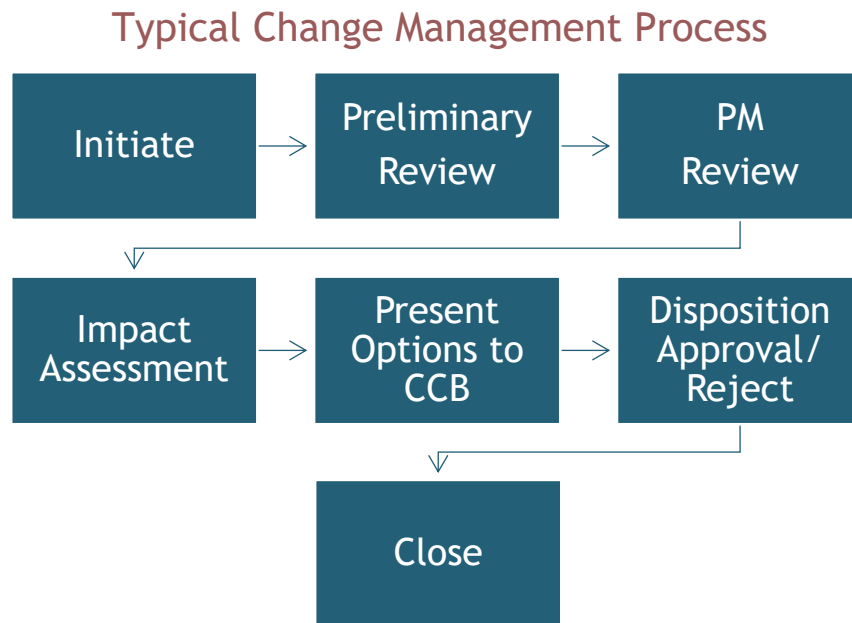 Typical Change Management Process
Initiate
Preliminary
Review
PM
Review
Impact
Assessment
Present
Options to
CCB
Disposition
Approval/
Reject
Close